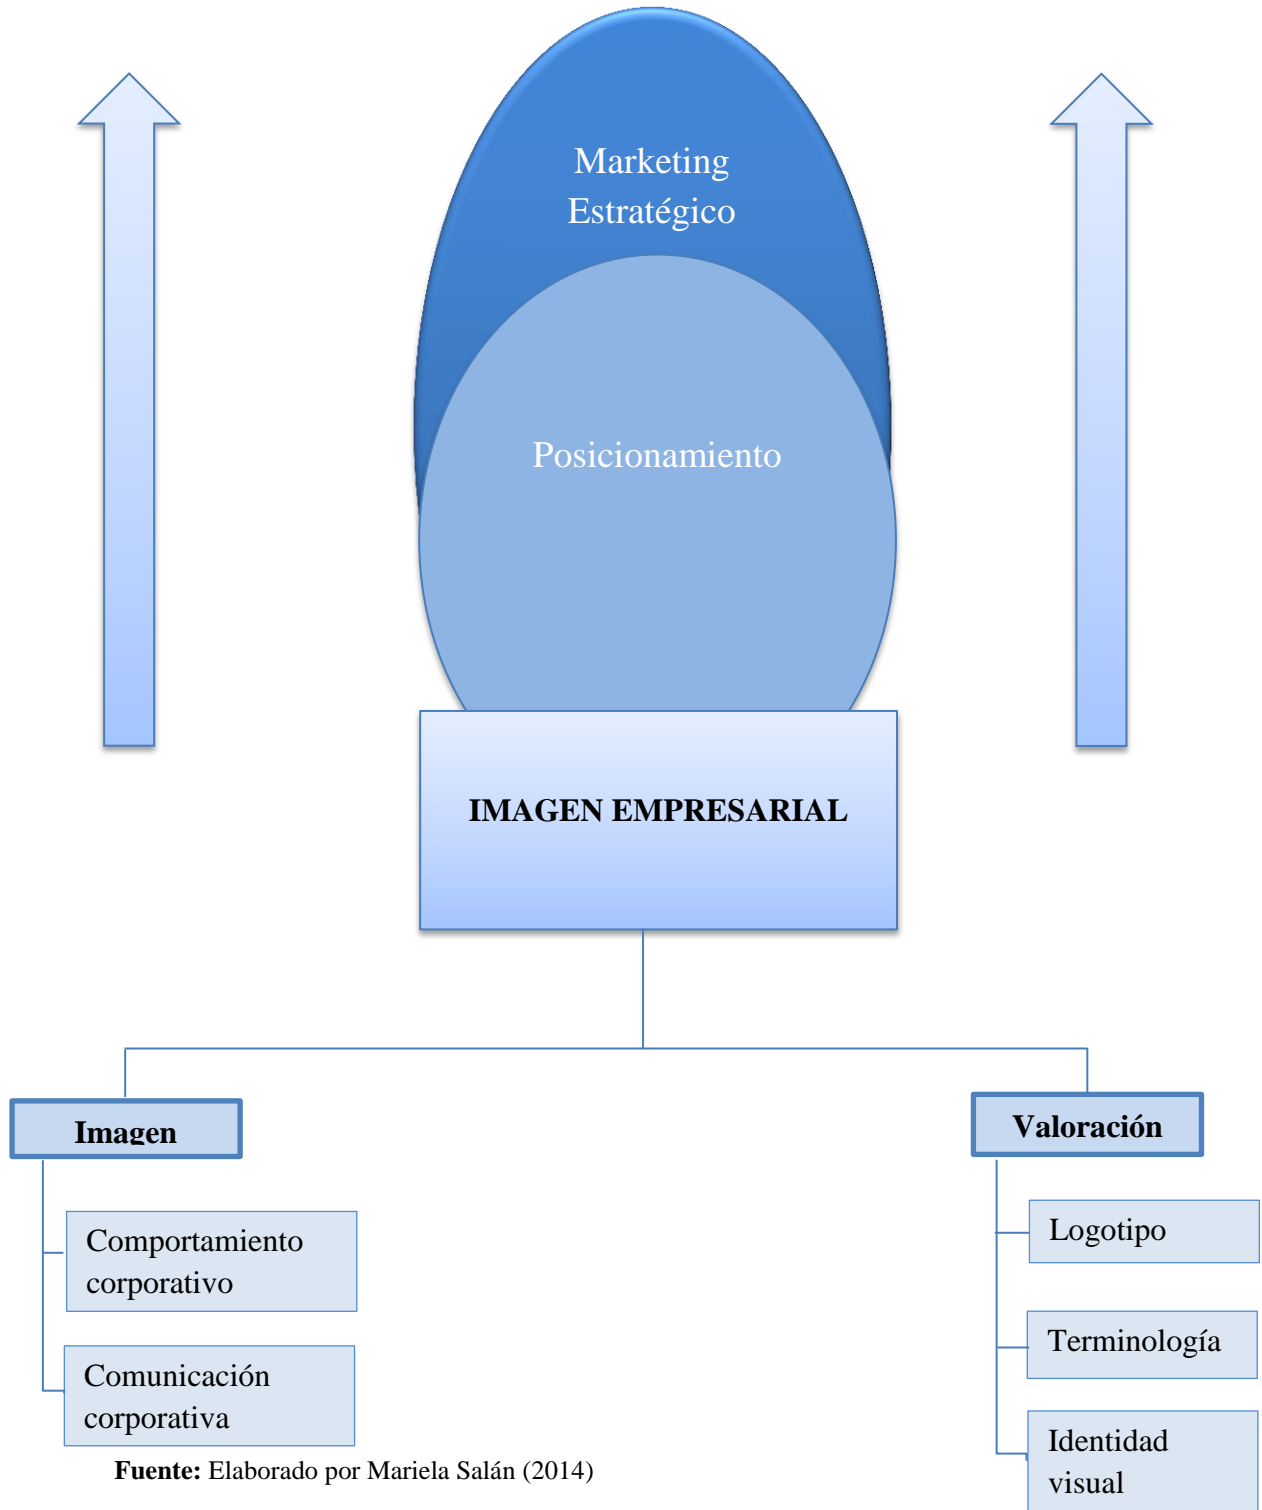 Marketing
Estratégico
Posicionamiento
IMAGEN EMPRESARIAL
Imagen
Comportamiento
corporativo
Comunicación
corporativa
Valoración
Logotipo
Terminología
Identidad
visual
Fuente: Elaborado por Mariela Salán (2014)